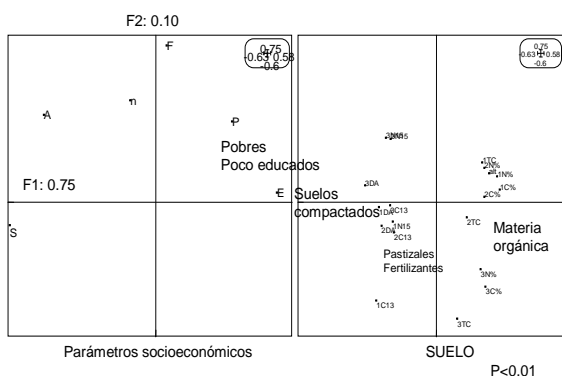 F2: 0.10
F
0.75
-0.63 0.58
-0.6
0.75
-0.63 0.58
-0.6
A
n
P
3N15
Pobres
Poco educados
1TC
2N%
all
1N%
F1: 0.75
3DA
E
1C%
2C%
Suelos
compactados
1DA
3C13
S
2DA
1N15
2C13
2TC
Materia
orgánica
Pastizales
Fertilizantes
3N%
3C%
1C13
3TC
Parámetros socioeconómicos
SUELO
P<0.01